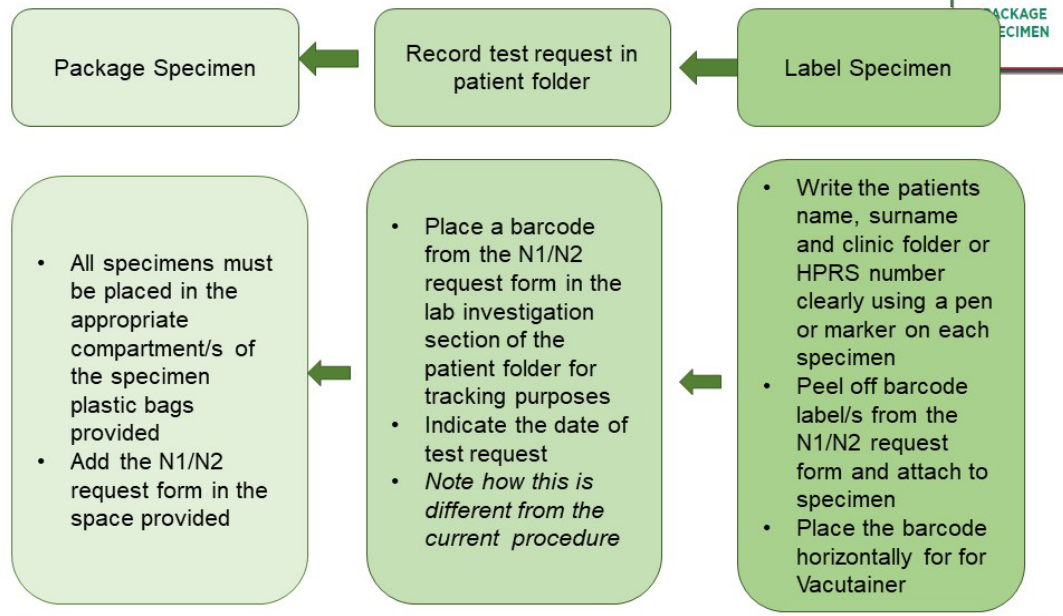 PACKAGE
SPECIMEN
Package Specimen
Record test request in
patient folder
Label Specimen
• All specimens must
be placed in the
appropriate
compartment/s of
the specimen
plastic bags
provided
• Add the N1/N2
request form in the
space provided
• Place a barcode
from the N1/N2
request form in the
lab investigation
section of the
patient folder for
tracking purposes
• Indicate the date of
test request
• Note how this is
different from the
current procedure
• Write the patients
name, surname
and clinic folder or
HPRS number
clearly using a pen
or marker on each
specimen
• Peel off barcode
label/s from the
N1/N2 request
form and attach to
specimen
• Place the barcode
horizontally for for
Vacutainer